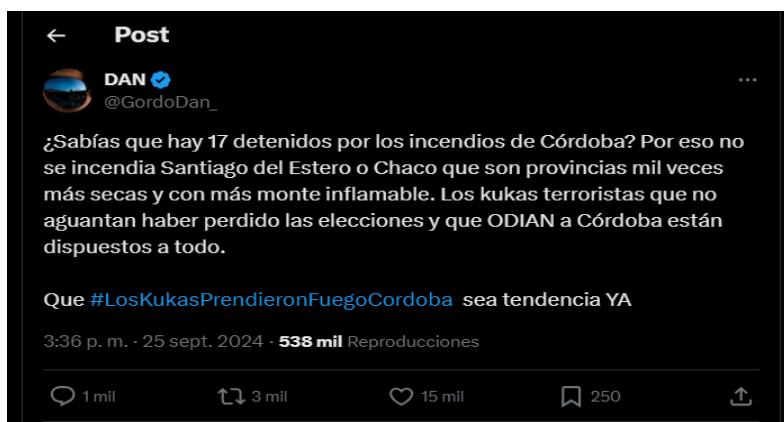 Post
DAN
@GordoDan_
¿Sabías que hay 17 detenidos por los incendios de Córdoba? Por eso no
se incendia Santiago del Estero o Chaco que son provincias mil veces
más secas y con más monte inflamable. Los kukas terroristas que no
aguantan haber perdido las elecciones y que ODIAN a Córdoba están
dispuestos a todo.
Que #LosKukasPrendieronFuegoCordoba sea tendencia YA
3:36 p. m. · 25 sept. 2024 · 538 mil Reproducciones
1 mil 3 mil 15 mil 250